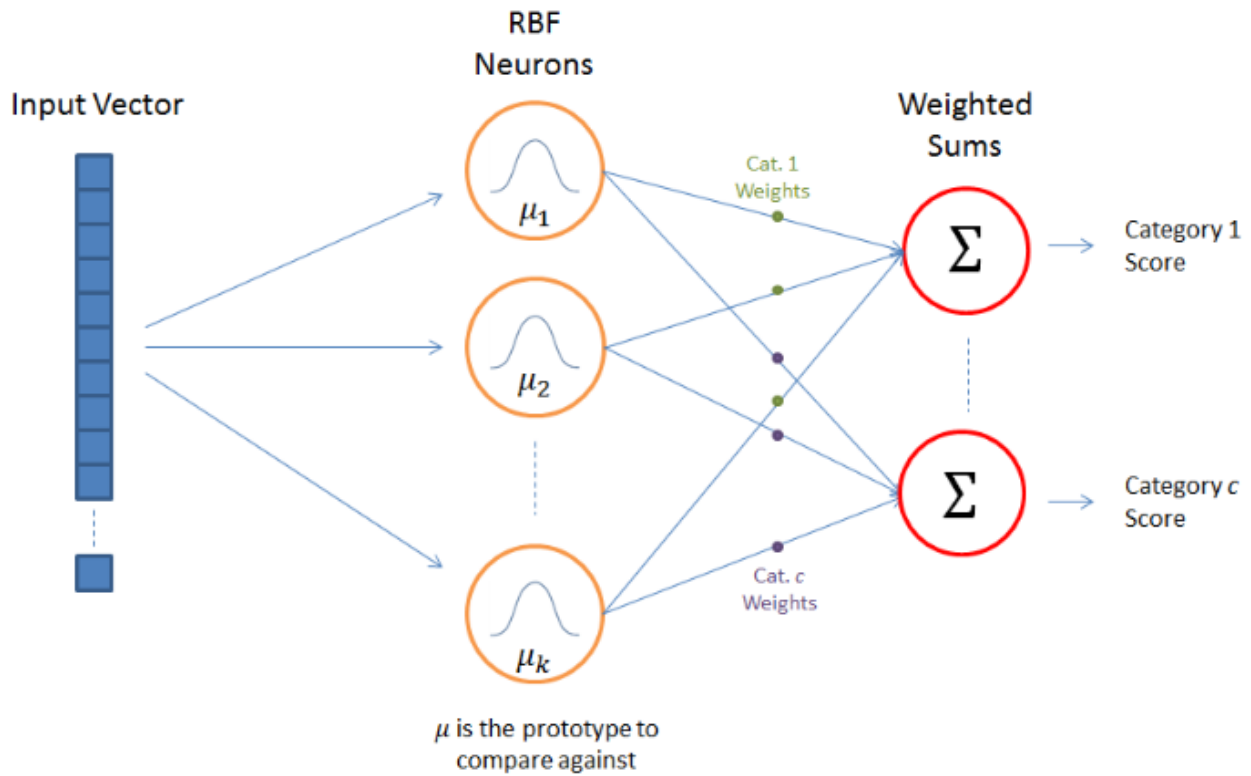 RBF
Neurons
Input Vector
Weighted
Sums
Cat. 1
Weights
μ₁
Σ
Category 1
Score
μ₂
Σ
Category c
Score
Cat. c
Weights
μₖ
μ is the prototype to
compare against